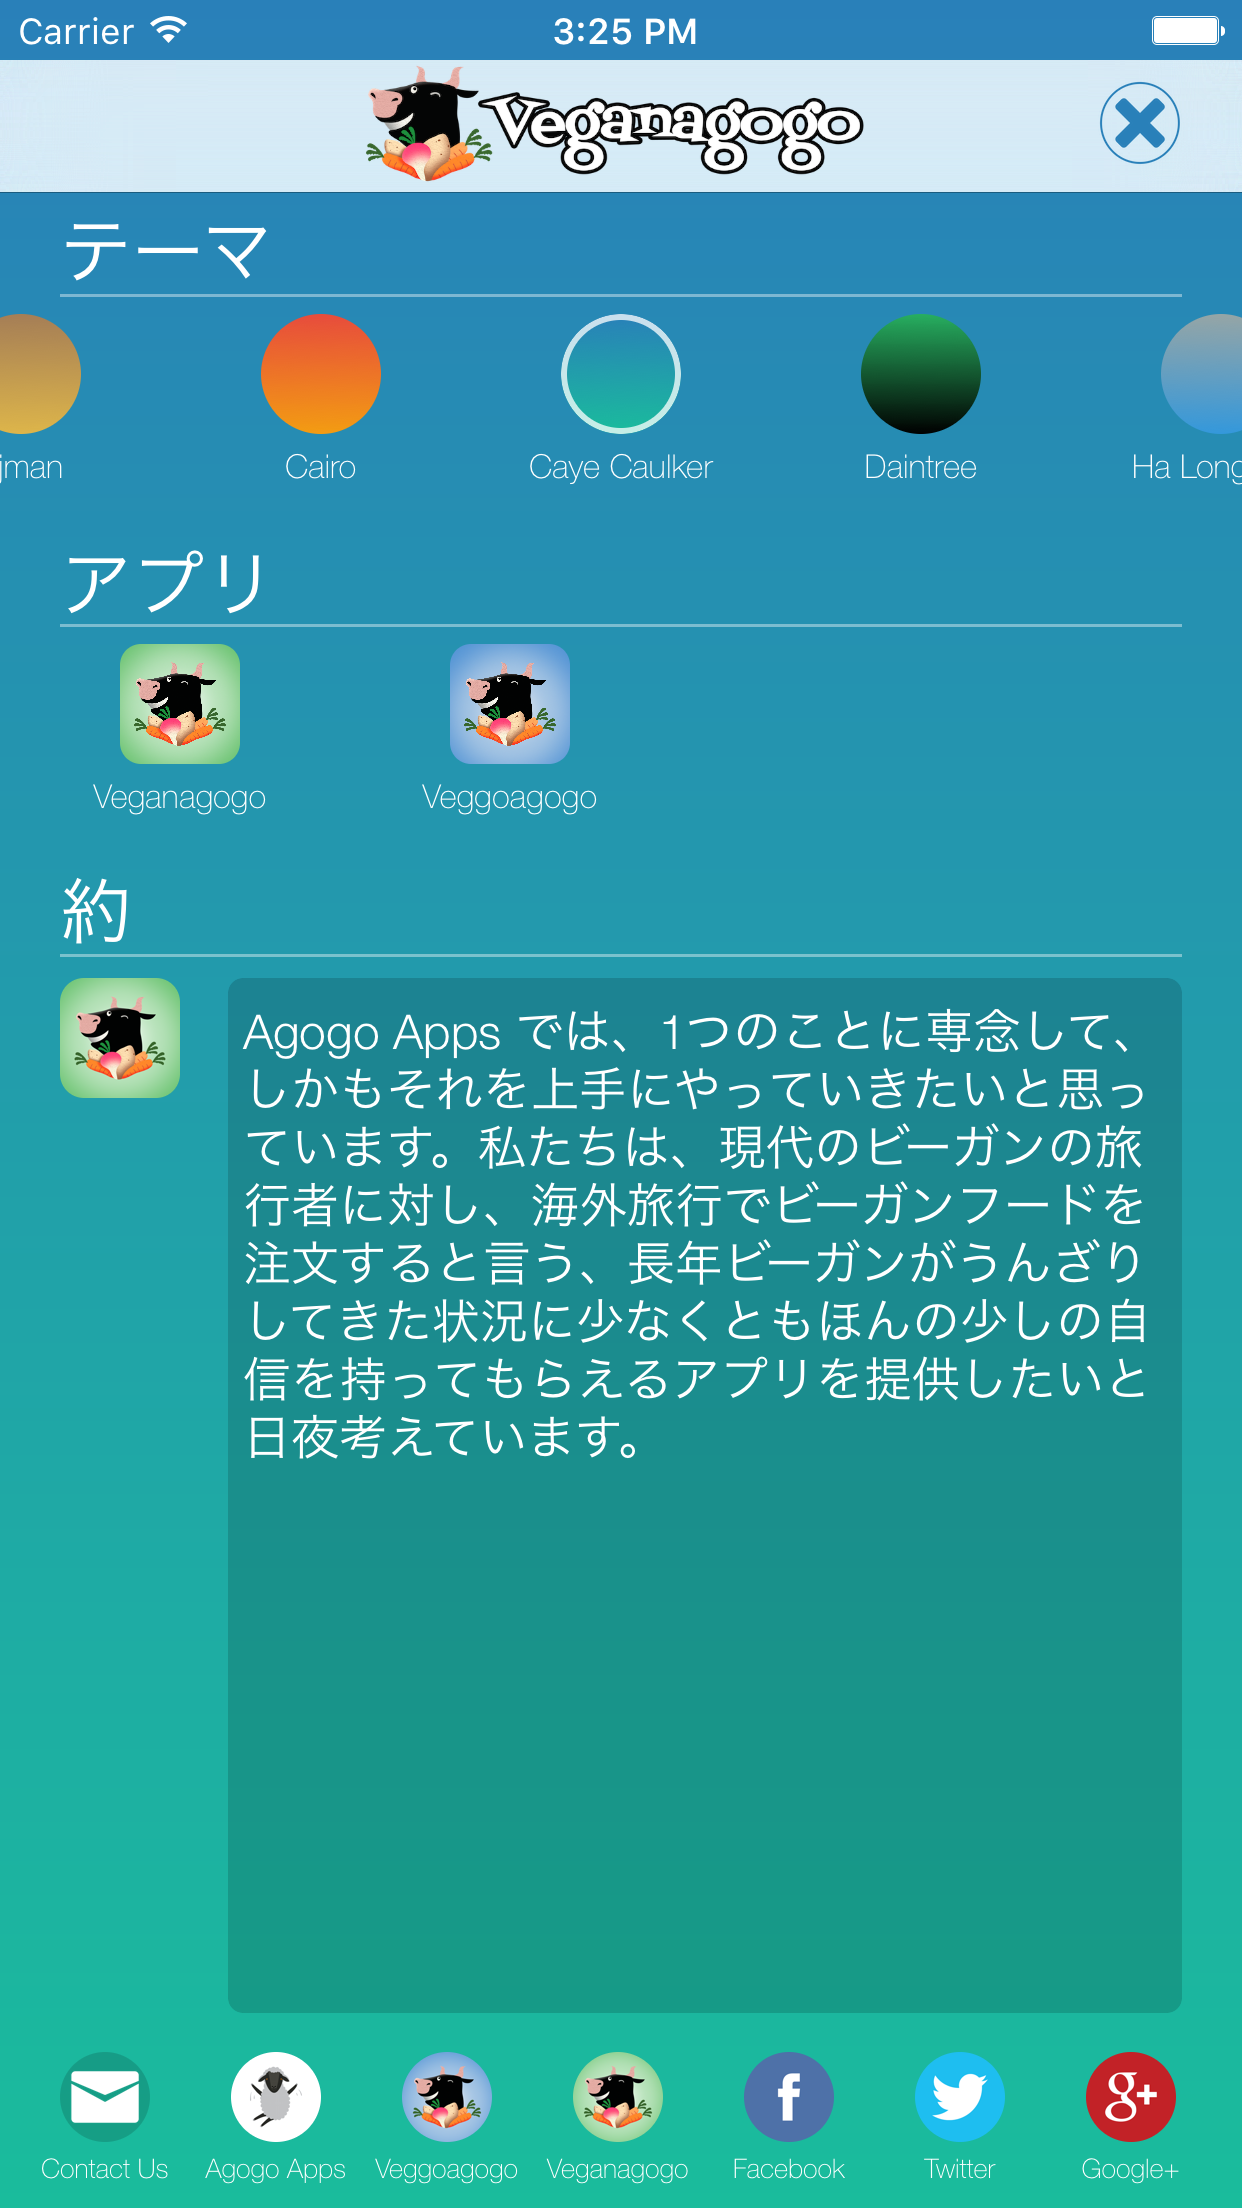 Carrier 3:25 PM
Veganagogo
テーマ
jman Cairo Caye Caulker Daintree Ha Long
アプリ
Veganagogo Veggoagogo
約
Agogo Apps では、1つのことに専念して、
しかもそれを上手にやっていきたいと思っ
ています。私たちは、現代のビーガンの旅
行者に対し、海外旅行でビーガンフードを
注文すると言う、長年ビーガンがうんざり
してきた状況に少なくともほんの少しの自
信を持ってもらえるアプリを提供したいと
日夜考えています。
Contact Us Agogo Apps Veggoagogo Veganagogo Facebook Twitter Google+